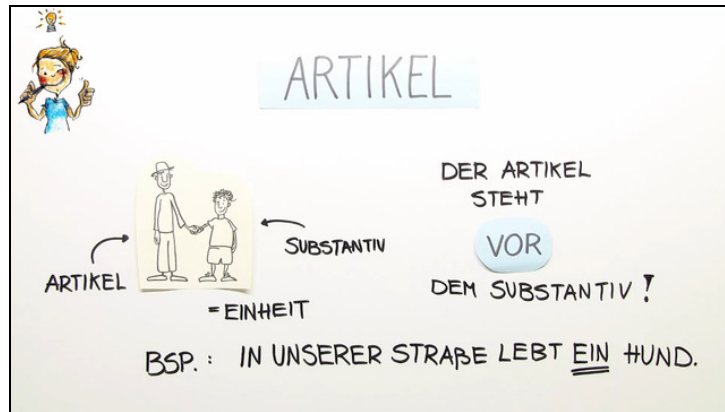 ARTIKEL
DER ARTIKEL
STEHT
VOR
DEM SUBSTANTIV!
ARTIKEL
SUBSTANTIV
= EINHEIT
BSP.: IN UNSERER STRAßE LEBT EIN HUND.